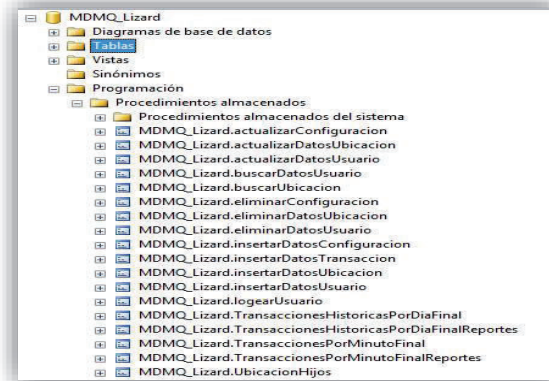 MDMQ_Lizard
Diagramas de base de datos
Tablas
Vistas
Sinónimos
Programación
Procedimientos almacenados
Procedimientos almacenados del sistema
MDMQ_Lizard.actualizarConfiguracion
MDMQ_Lizard.actualizarDatosUbicacion
MDMQ_Lizard.actualizarDatosUsuario
MDMQ_Lizard.buscarDatosUsuario
MDMQ_Lizard.buscarUbicacion
MDMQ_Lizard.eliminarConfiguracion
MDMQ_Lizard.eliminarDatosUbicacion
MDMQ_Lizard.eliminarDatosUsuario
MDMQ_Lizard.insertarDatosConfiguracion
MDMQ_Lizard.insertarDatosTransaccion
MDMQ_Lizard.insertarDatosUbicacion
MDMQ_Lizard.insertarDatosUsuario
MDMQ_Lizard.logearUsuario
MDMQ_Lizard.TransaccionesHistoricasPorDiaFinal
MDMQ_Lizard.TransaccionesHistoricasPorDiaFinalReportes
MDMQ_Lizard.TransaccionesPorMinutoFinal
MDMQ_Lizard.TransaccionesPorMinutoFinalReportes
MDMQ_Lizard.UbicacionHijos